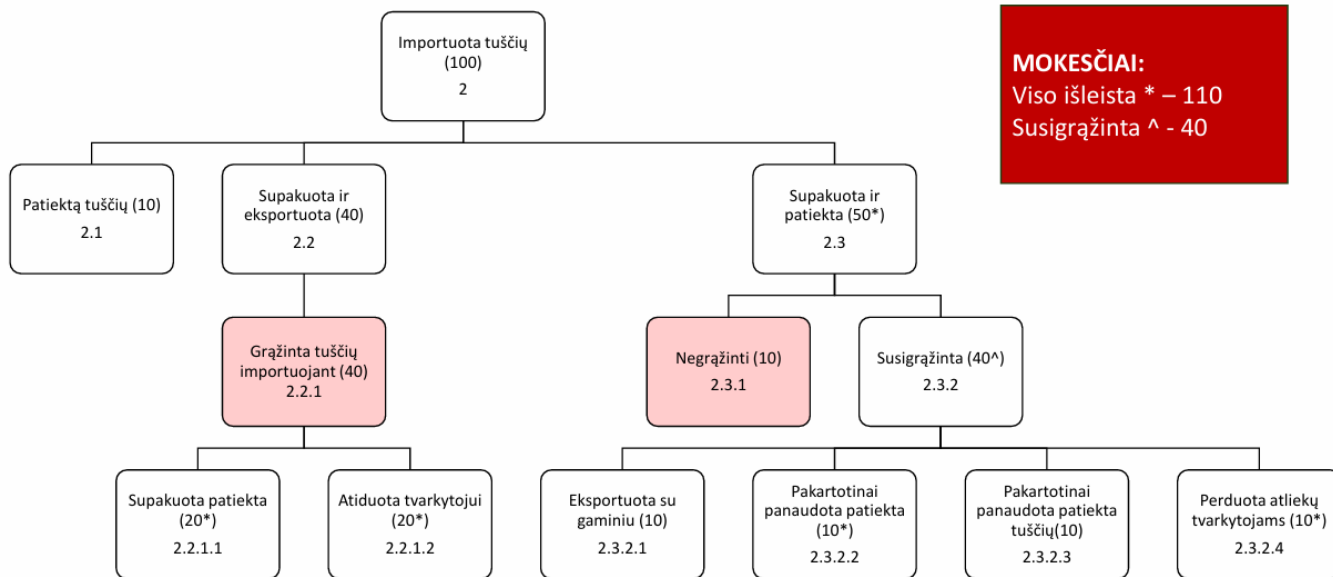 Importuota tuščių
(100)
2
MOKESČIAI:
Viso išleista * – 110
Susigrąžinta ^ - 40
Patiektą tuščių (10)
2.1
Supakuota ir
eksportuota (40)
2.2
Supakuota ir
patiekta (50*)
2.3
Grąžinta tuščių
importuojant (40)
2.2.1
Negrąžinti (10)
2.3.1
Susigrąžinta (40^)
2.3.2
Supakuota patiekta
(20*)
2.2.1.1
Atiduota tvarkytojui
(20*)
2.2.1.2
Eksportuota su
gaminiu (10)
2.3.2.1
Pakartotinai
panaudota patiekta
(10*)
2.3.2.2
Pakartotinai
panaudota patiekta
tuščių(10)
2.3.2.3
Perduota atliekų
tvarkytojams (10*)
2.3.2.4